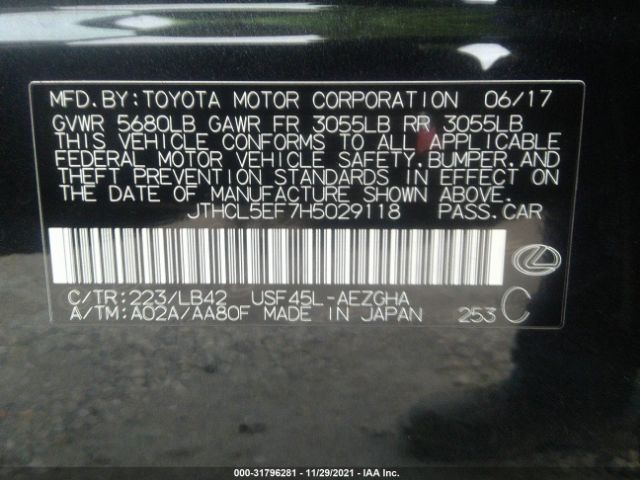 MFD.BY:TOYOTA MOTOR CORPORATION 06/17
GVWR 5680LB GAWR FR 3055LB RR 3055LB
THIS VEHICLE CONFORMS TO ALL APPLICABLE
FEDERAL MOTOR VEHICLE SAFETY,BUMPER,AND
THEFT PREVENTION STANDARDS IN EFFECT ON
THE DATE OF MANUFACTURE SHOWN ABOVE.
JTHCL5EF7H5029118 PASS.CAR
C/TR:223/LB42 USF45L-AEZGHA
A/TM:A02A/AA80F MADE IN JAPAN 253 C
000-31796281 - 11/29/2021 - IAA Inc.